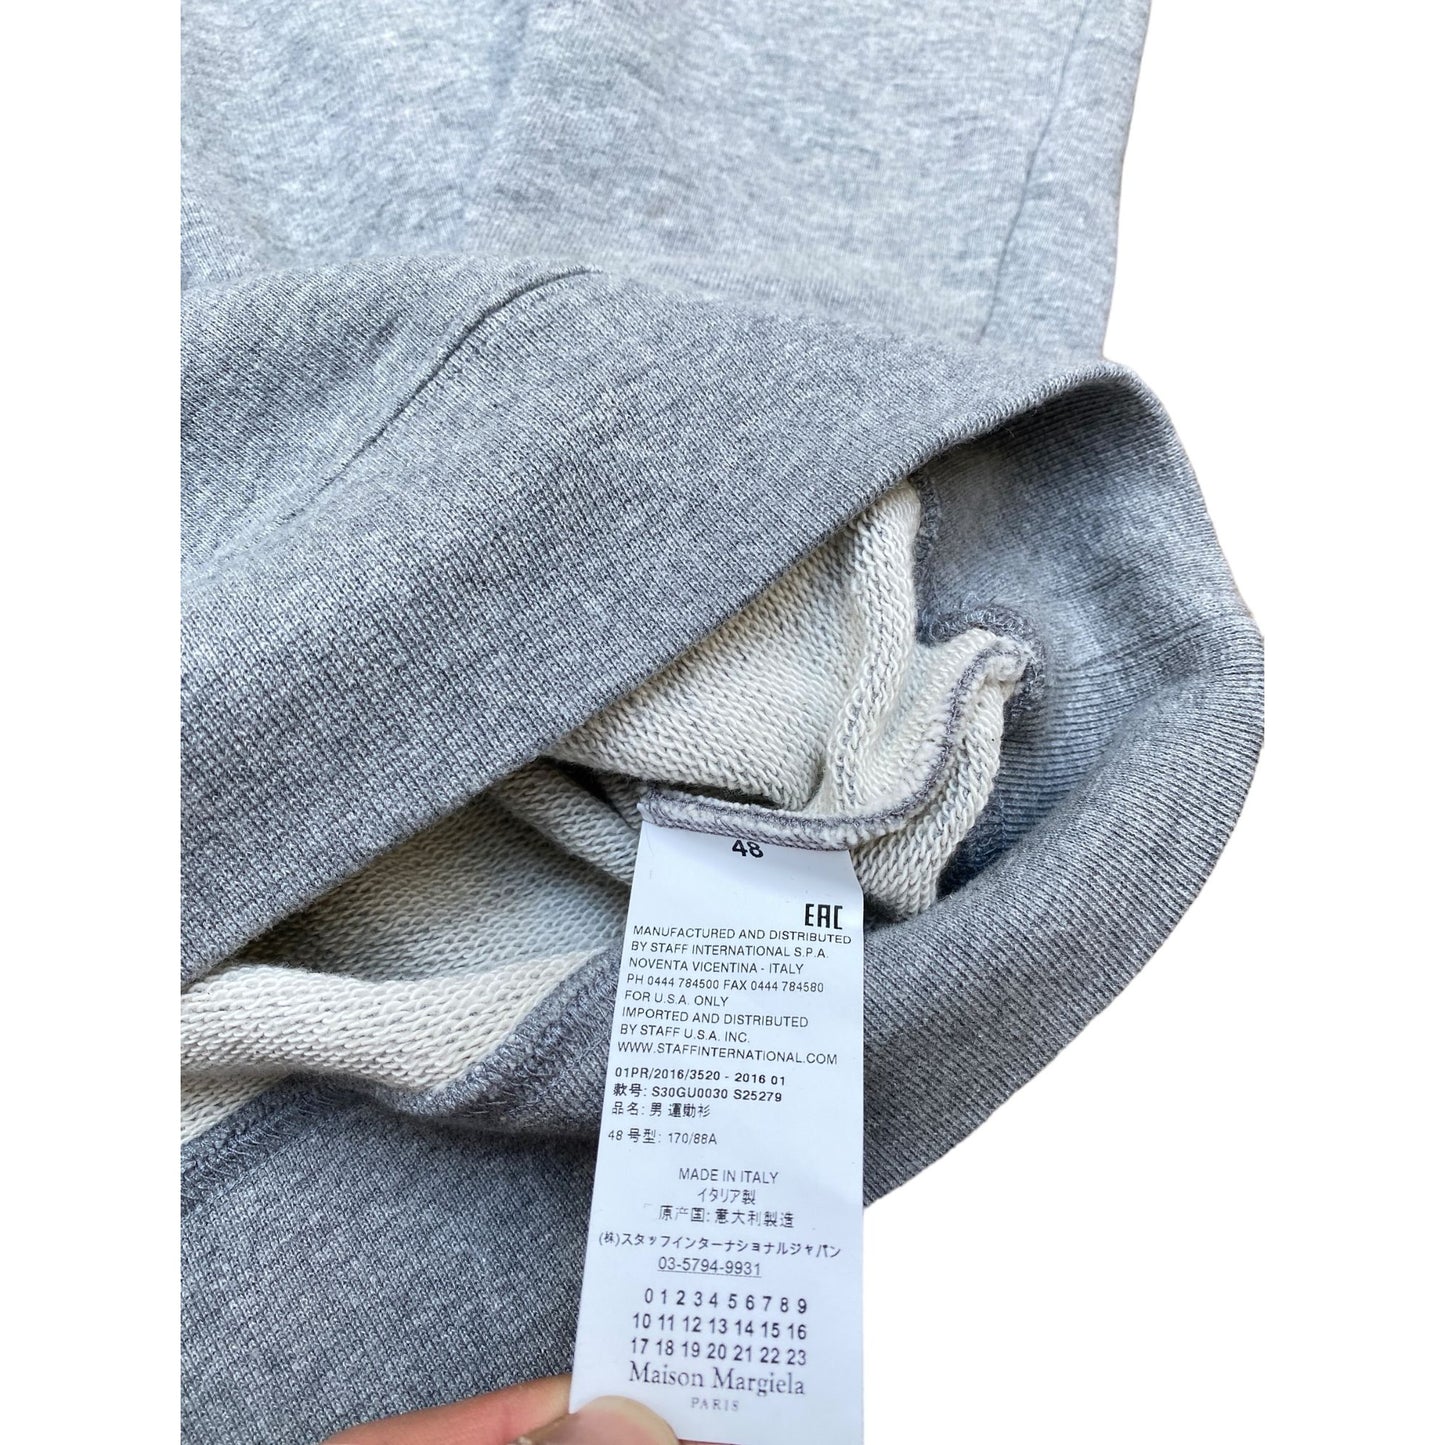 48
EAC
MANUFACTURED AND DISTRIBUTED
BY STAFF INTERNATIONAL S.P.A.
NOVENTA VICENTINA - ITALY
PH 0444 784500 FAX 0444 784580
FOR U.S.A. ONLY
IMPORTED AND DISTRIBUTED
BY STAFF U.S.A. INC.
WWW.STAFFINTERNATIONAL.COM
01PR/2016/3520 - 2016 01
款号: S30GU0030 S25279
品名: 男 運動衫
48 号型: 170/88A
MADE IN ITALY
イタリア製
原产国: 意大利製造
(株)スタッフインターナショナルジャパン
03-5794-9931
0 1 2 3 4 5 6 7 8 9
10 11 12 13 14 15 16
17 18 19 20 21 22 23
Maison Margiela
PARIS